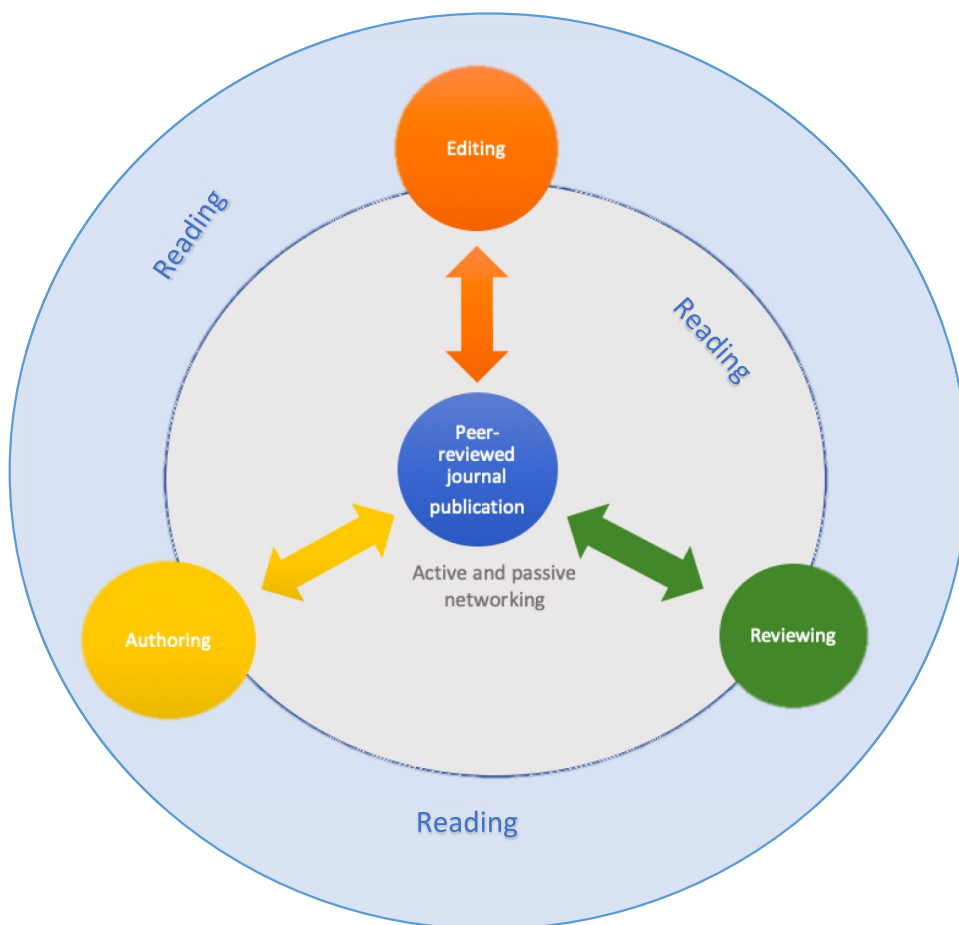 Editing
Reading
Reading
Peer-
reviewed
journal
publication
Active and passive
networking
Authoring
Reviewing
Reading